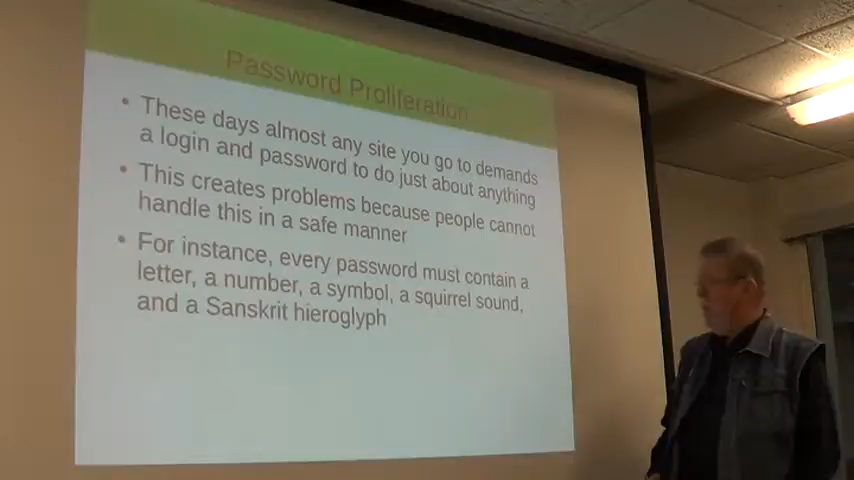 Password Proliferation
• These days almost any site you go to demands
a login and password to do just about anything
• This creates problems because people cannot
handle this in a safe manner
• For instance, every password must contain a
letter, a number, a symbol, a squirrel sound,
and a Sanskrit hieroglyph